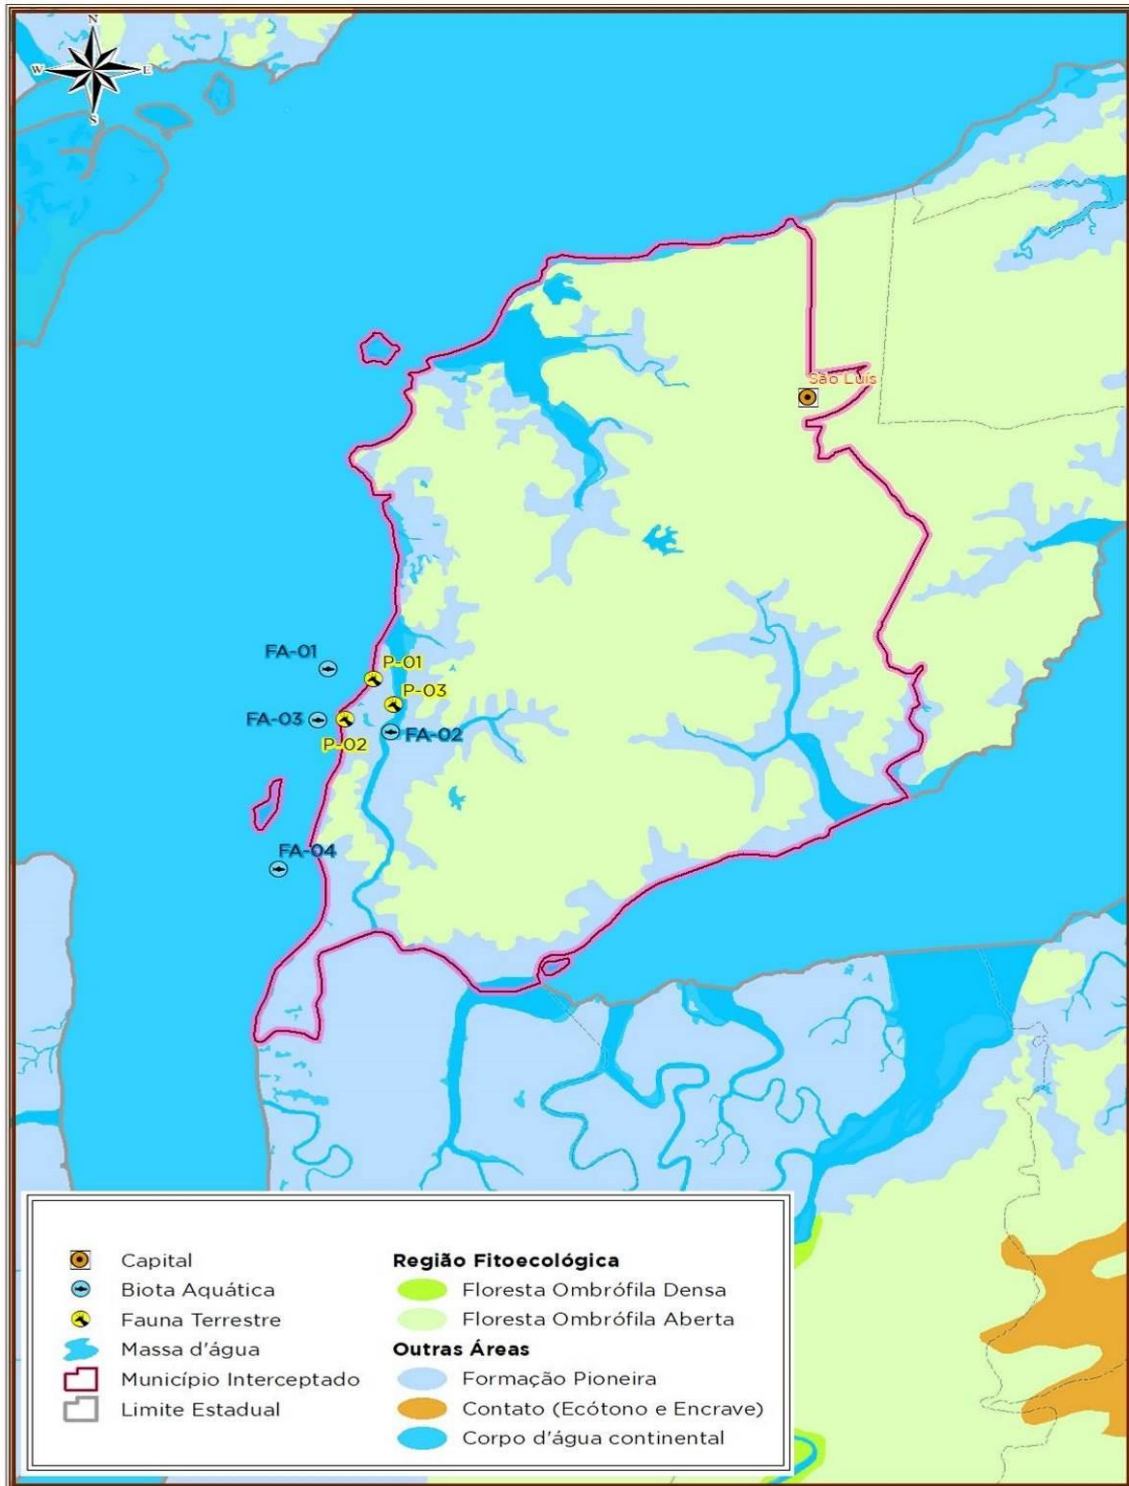 N
W E
S
São Luís
FA-01
P-01
P-03
FA-03
P-02
FA-02
FA-04
Capital
Biota Aquática
Fauna Terrestre
Massa d'água
Município Interceptado
Limite Estadual
Região Fitoecológica
Floresta Ombrófila Densa
Floresta Ombrófila Aberta
Outras Áreas
Formação Pioneira
Contato (Ecótono e Encrave)
Corpo d'água continental